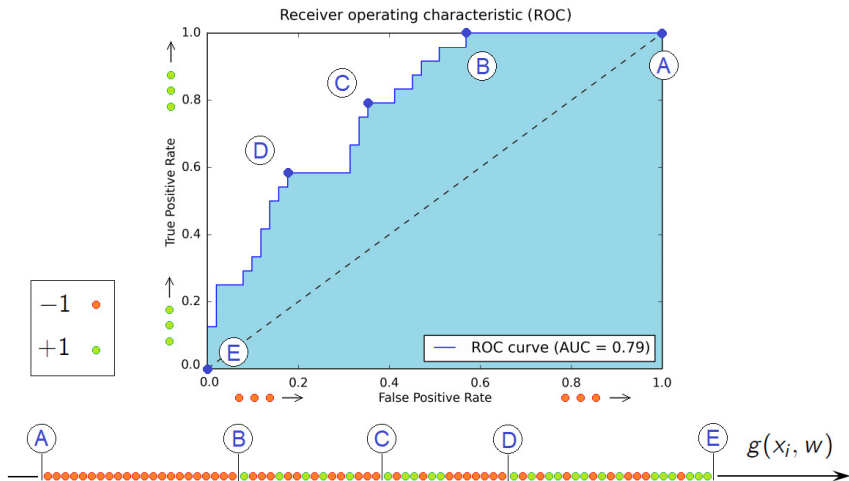 Receiver operating characteristic (ROC)
1.0
0.8
0.6
0.4
0.2
0.0
True Positive Rate
A
B
C
D
E
ROC curve (AUC = 0.79)
0.0 0.2 0.4 0.6 0.8 1.0
False Positive Rate
−1
+1
A B C D E
g(xᵢ, w)